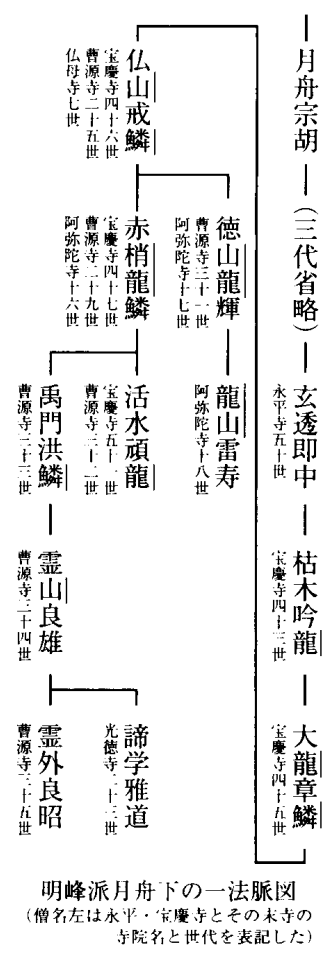 月舟宗胡
(三代省略)
玄透即中
永平寺五十世
枯木吟龍
宝慶寺四十三世
大龍章鱗
宝慶寺四十五世
仏山戒鱗
宝慶寺四十六世
曹源寺二十五世
仏母寺七世
徳山龍輝
曹源寺三十一世
阿弥陀寺十七世
龍山雷寿
阿弥陀寺十八世
赤梢龍鱗
宝慶寺四十七世
曹源寺二十九世
阿弥陀寺十六世
活水頑龍
宝慶寺五十一世
曹源寺三十二世
禹門洪鱗
曹源寺三十三世
霊山良雄
曹源寺三十四世
諦学雅道
光徳寺二十三世
霊外良昭
曹源寺三十五世
明峰派月舟下の一法脈図
(僧名左は永平・宝慶寺とその末寺の
寺院名と世代を表記した)